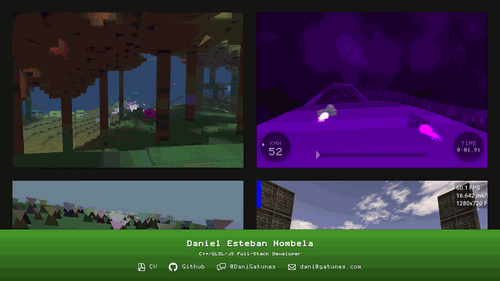 KMH
52
TIME
0:01.91
60.1 FPS
16.642 ms/f
1280x720 F
Daniel Esteban Nombela
C++/GLSL/JS Full-Stack Developer
CV Github @DaniGatunes dani@gatunes.com